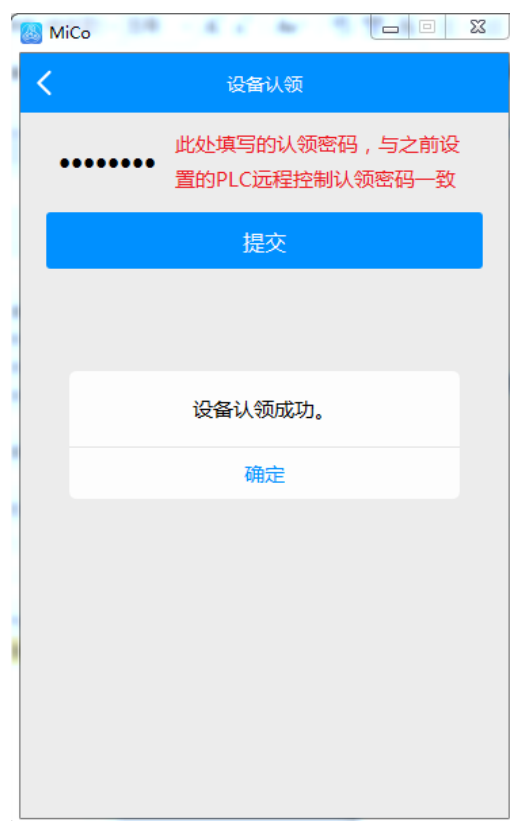 MiCo
设备认领
●●●●●●●●
此处填写的认领密码，与之前设
置的PLC远程控制认领密码一致
提交
设备认领成功。
确定